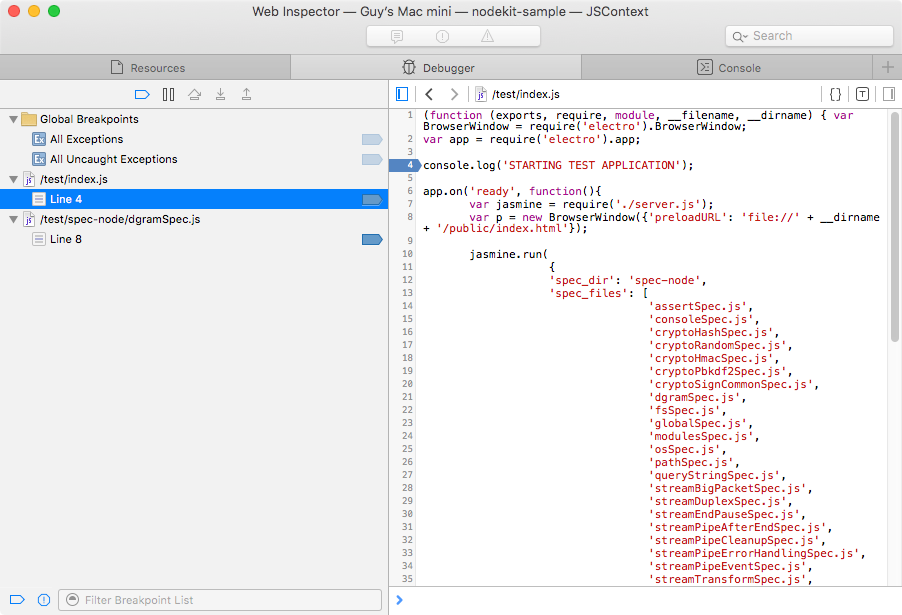 Web Inspector — Guy's Mac mini — nodekit-sample — JSContext
Search
Resources
Debugger
Console
/test/index.js
Global Breakpoints
All Exceptions
All Uncaught Exceptions
/test/index.js
Line 4
/test/spec-node/dgramSpec.js
Line 8
Filter Breakpoint List
1 (function (exports, require, module, __filename, __dirname) { var
BrowserWindow = require('electro').BrowserWindow;
2 var app = require('electro').app;
3
4 console.log('STARTING TEST APPLICATION');
5
6 app.on('ready', function(){
7 var jasmine = require('./server.js');
8 var p = new BrowserWindow({'preloadURL': 'file://' + __dirname
+ '/public/index.html'});
9
10 jasmine.run(
11 {
12 'spec_dir': 'spec-node',
13 'spec_files': [
14 'assertSpec.js',
15 'consoleSpec.js',
16 'cryptoHashSpec.js',
17 'cryptoRandomSpec.js',
18 'cryptoHmacSpec.js',
19 'cryptoPbkdf2Spec.js',
20 'cryptoSignCommonSpec.js',
21 'dgramSpec.js',
22 'fsSpec.js',
23 'globalSpec.js',
24 'modulesSpec.js',
25 'osSpec.js',
26 'pathSpec.js',
27 'queryStringSpec.js',
28 'streamBigPacketSpec.js',
29 'streamDuplexSpec.js',
30 'streamEndPauseSpec.js',
31 'streamPipeAfterEndSpec.js',
32 'streamPipeCleanupSpec.js',
33 'streamPipeErrorHandlingSpec.js',
34 'streamPipeEventSpec.js',
35 'streamTransformSpec.js',